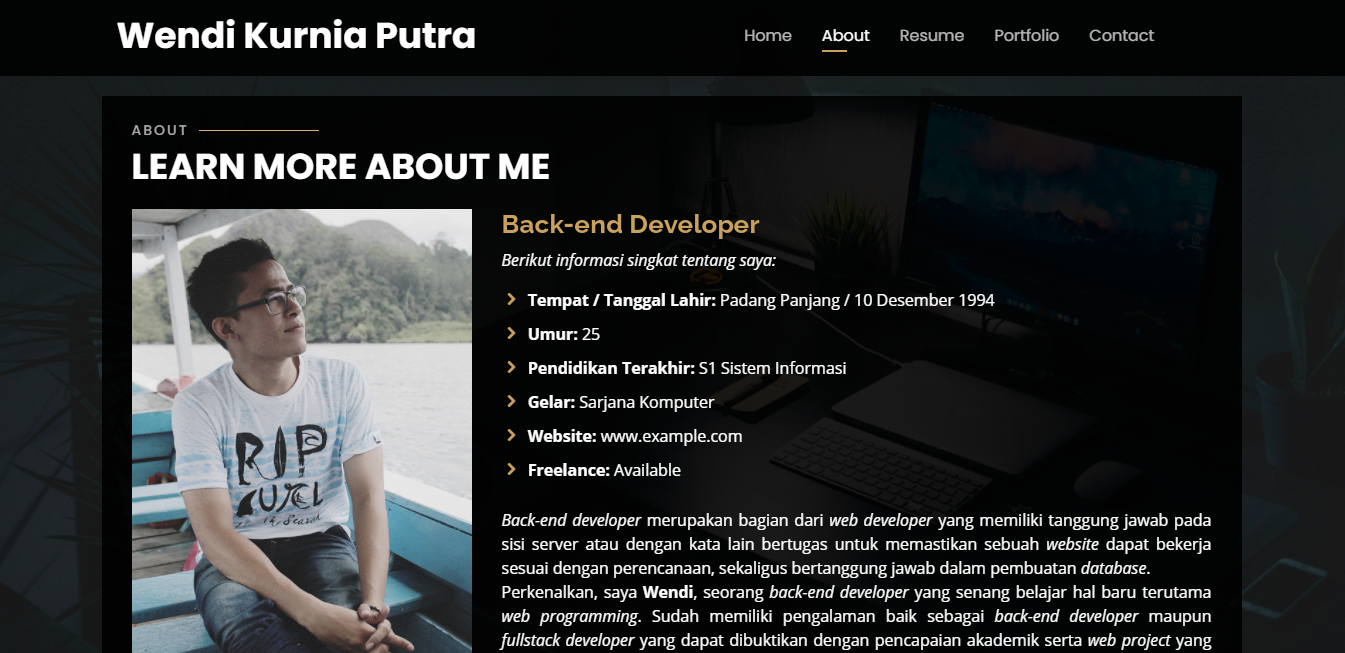 Wendi Kurnia Putra
Home About Resume Portfolio Contact
ABOUT
LEARN MORE ABOUT ME
RIP
CURL
Back-end Developer
Berikut informasi singkat tentang saya:
Tempat / Tanggal Lahir: Padang Panjang / 10 Desember 1994
Umur: 25
Pendidikan Terakhir: S1 Sistem Informasi
Gelar: Sarjana Komputer
Website: www.example.com
Freelance: Available
Back-end developer merupakan bagian dari web developer yang memiliki tanggung jawab pada
sisi server atau dengan kata lain bertugas untuk memastikan sebuah website dapat bekerja
sesuai dengan perencanaan, sekaligus bertanggung jawab dalam pembuatan database.
Perkenalkan, saya Wendi, seorang back-end developer yang senang belajar hal baru terutama
web programming. Sudah memiliki pengalaman baik sebagai back-end developer maupun
fullstack developer yang dapat dibuktikan dengan pencapaian akademik serta web project yang